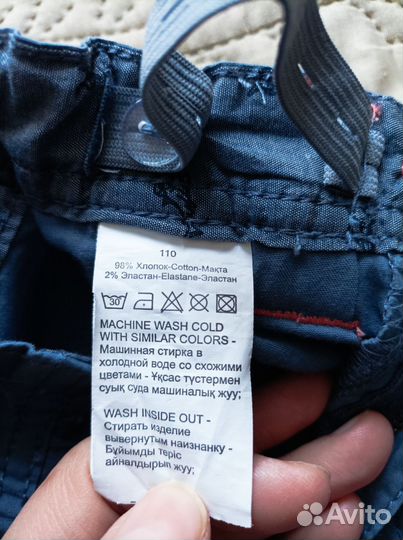 110
98% Хлопок-Cotton-Мақта
2% Эластан-Elastane-Эластан
30°
MACHINE WASH COLD
WITH SIMILAR COLORS -
Машинная стирка в
холодной воде со схожими
цветами - Ұқсас түстермен
суық суда машиналық жуу;
WASH INSIDE OUT -
Стирать изделие
вывернутым наизнанку -
Бұйымды теріс
айналдырып жуу;
Avito